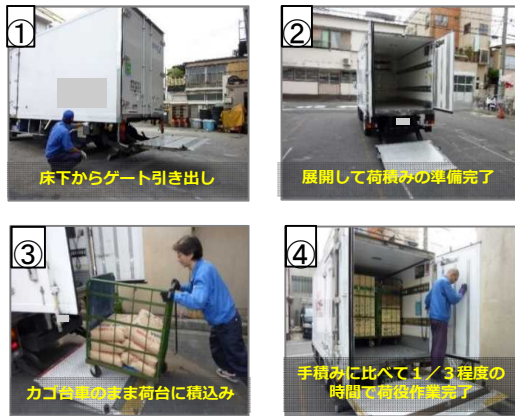 ①
床下からゲート引き出し
②
展開して荷積みの準備完了
③
カゴ台車のまま荷台に積込み
④
手積みに比べて１／３程度の
時間で荷役作業完了